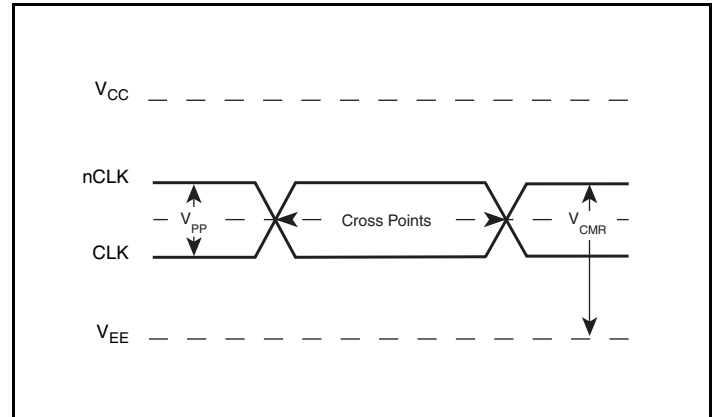 VCC
nCLK
VPP
Cross Points
VCMR
CLK
VEE